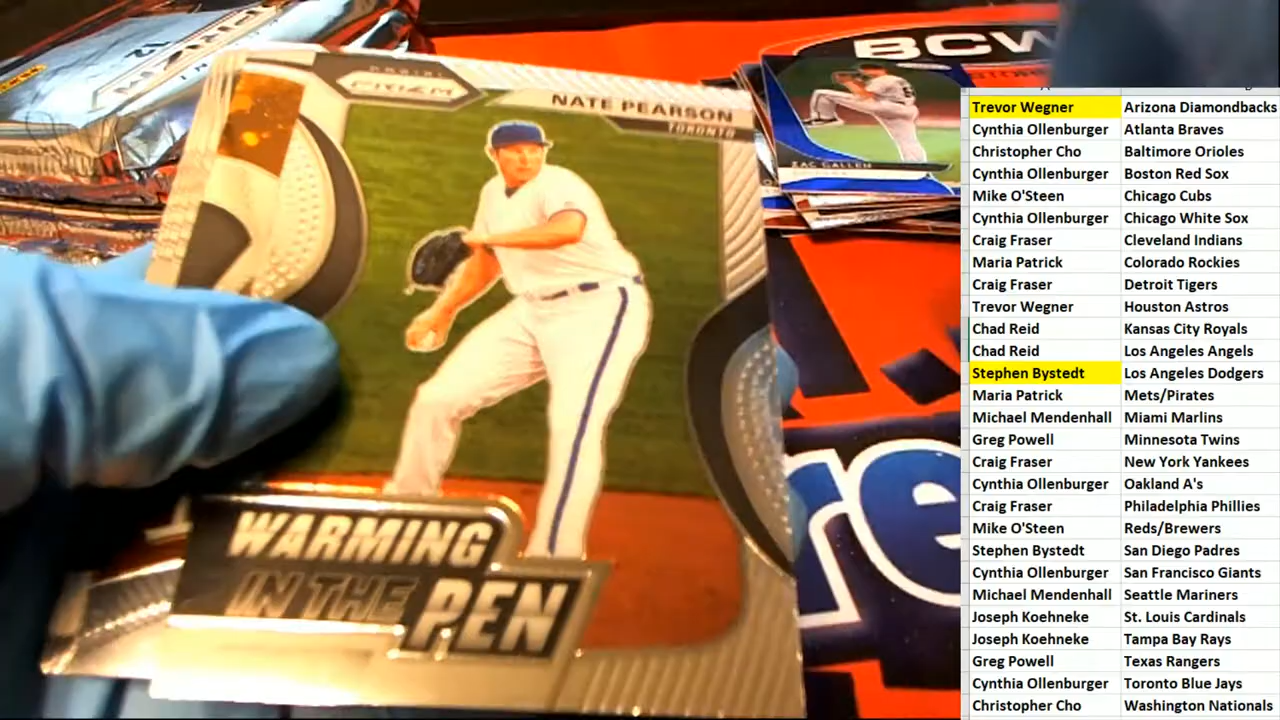 PRIZM
12
PANINI
PRIZM
NATE PEARSON
TORONTO
WARMING
IN THE
PEN
BCW
ZAC GALLEN
re
Trevor Wegner Arizona Diamondbacks
Cynthia Ollenburger Atlanta Braves
Christopher Cho Baltimore Orioles
Cynthia Ollenburger Boston Red Sox
Mike O'Steen Chicago Cubs
Cynthia Ollenburger Chicago White Sox
Craig Fraser Cleveland Indians
Maria Patrick Colorado Rockies
Craig Fraser Detroit Tigers
Trevor Wegner Houston Astros
Chad Reid Kansas City Royals
Chad Reid Los Angeles Angels
Stephen Bystedt Los Angeles Dodgers
Maria Patrick Mets/Pirates
Michael Mendenhall Miami Marlins
Greg Powell Minnesota Twins
Craig Fraser New York Yankees
Cynthia Ollenburger Oakland A's
Craig Fraser Philadelphia Phillies
Mike O'Steen Reds/Brewers
Stephen Bystedt San Diego Padres
Cynthia Ollenburger San Francisco Giants
Michael Mendenhall Seattle Mariners
Joseph Koehneke St. Louis Cardinals
Joseph Koehneke Tampa Bay Rays
Greg Powell Texas Rangers
Cynthia Ollenburger Toronto Blue Jays
Christopher Cho Washington Nationals